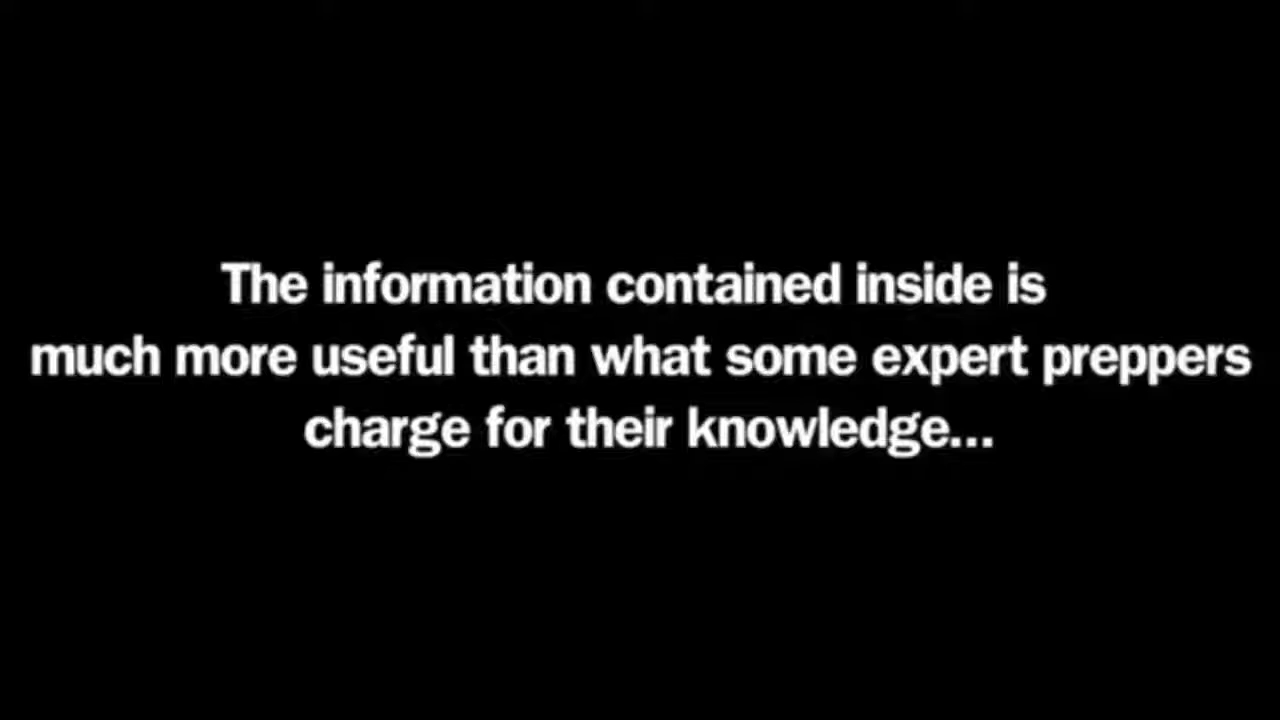 The information contained inside is
much more useful than what some expert preppers
charge for their knowledge...